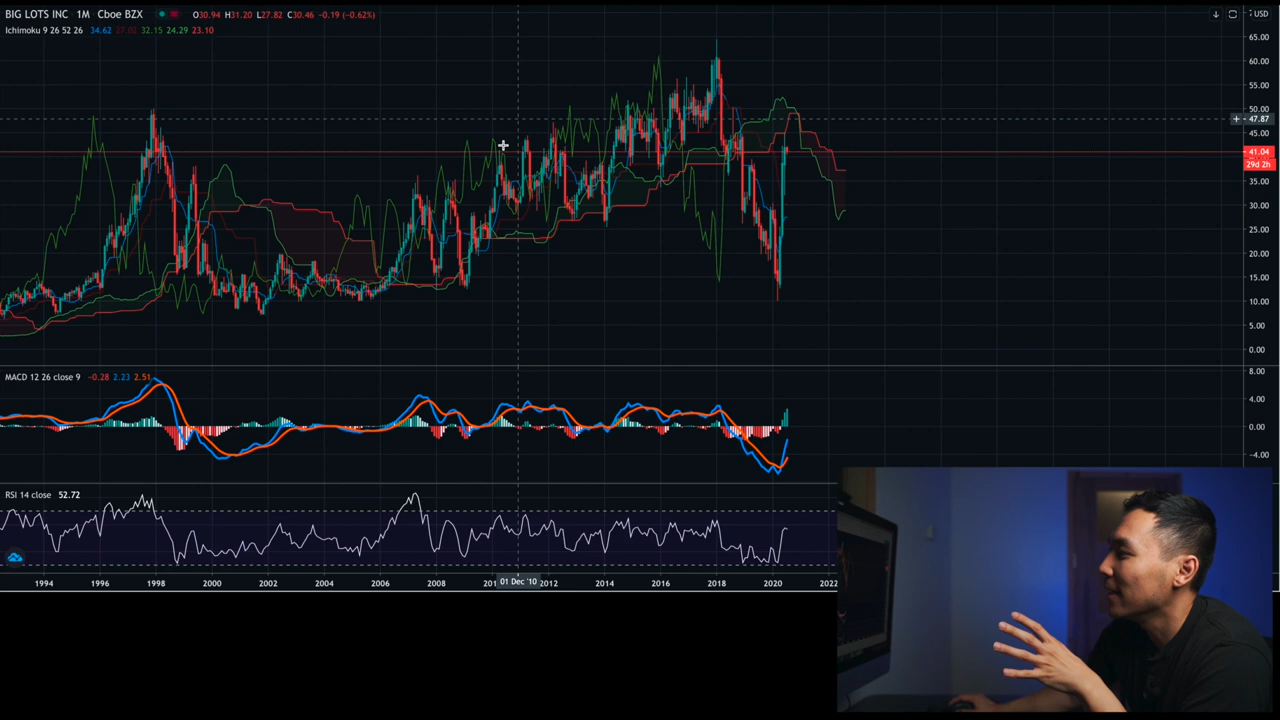 BIG LOTS INC 1M Cboe BZX O30.94 H31.20 L27.82 C30.46 -0.19 (-0.62%)
USD
Ichimoku 9 26 52 26 34.62 27.02 32.15 24.29 23.10
65.00
60.00
55.00
50.00
47.87
45.00
41.04
29d 2h
35.00
30.00
25.00
20.00
15.00
10.00
5.00
0.00
MACD 12 26 close 9 -0.28 2.23 2.51
8.00
4.00
0.00
-4.00
RSI 14 close 52.72
1994 1996 1998 2000 2002 2004 2006 2008 01 Dec '10 2012 2014 2016 2018 2020 2022